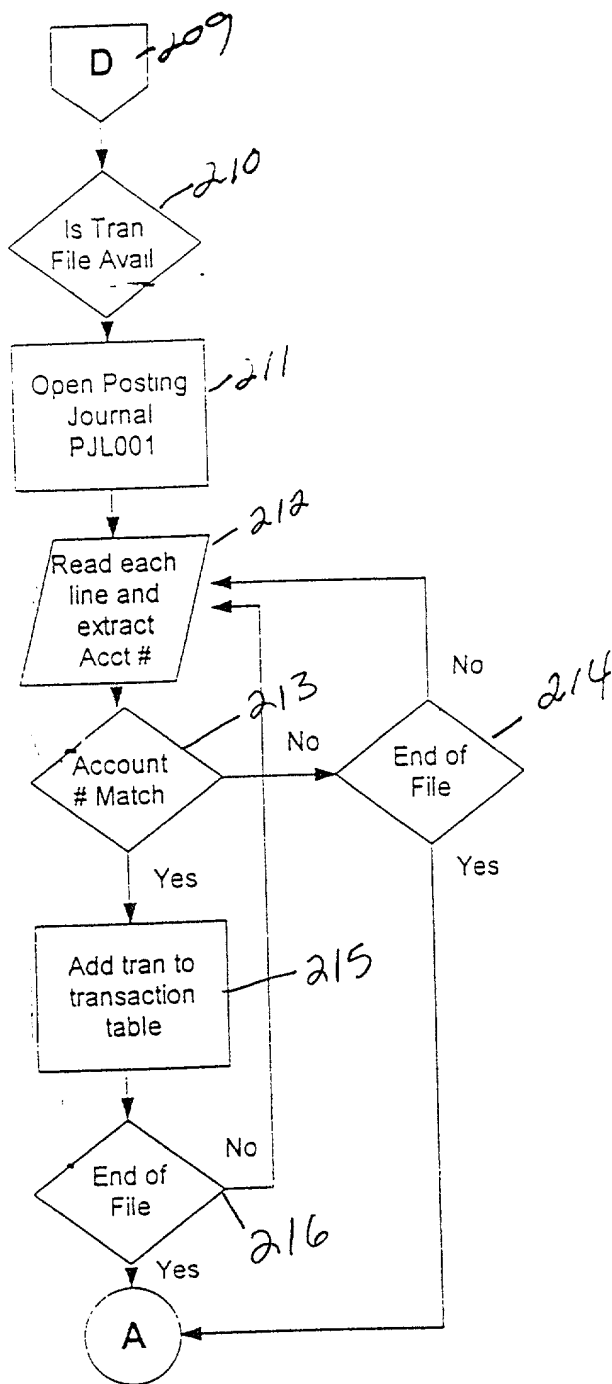 D
209
210
Is Tran
File Avail
211
Open Posting
Journal
PJL001
212
Read each
line and
extract
Acct #
No
214
213
No
Account
# Match
End of
File
Yes
Yes
Add tran to
transaction
table
215
No
End of
File
216
Yes
A